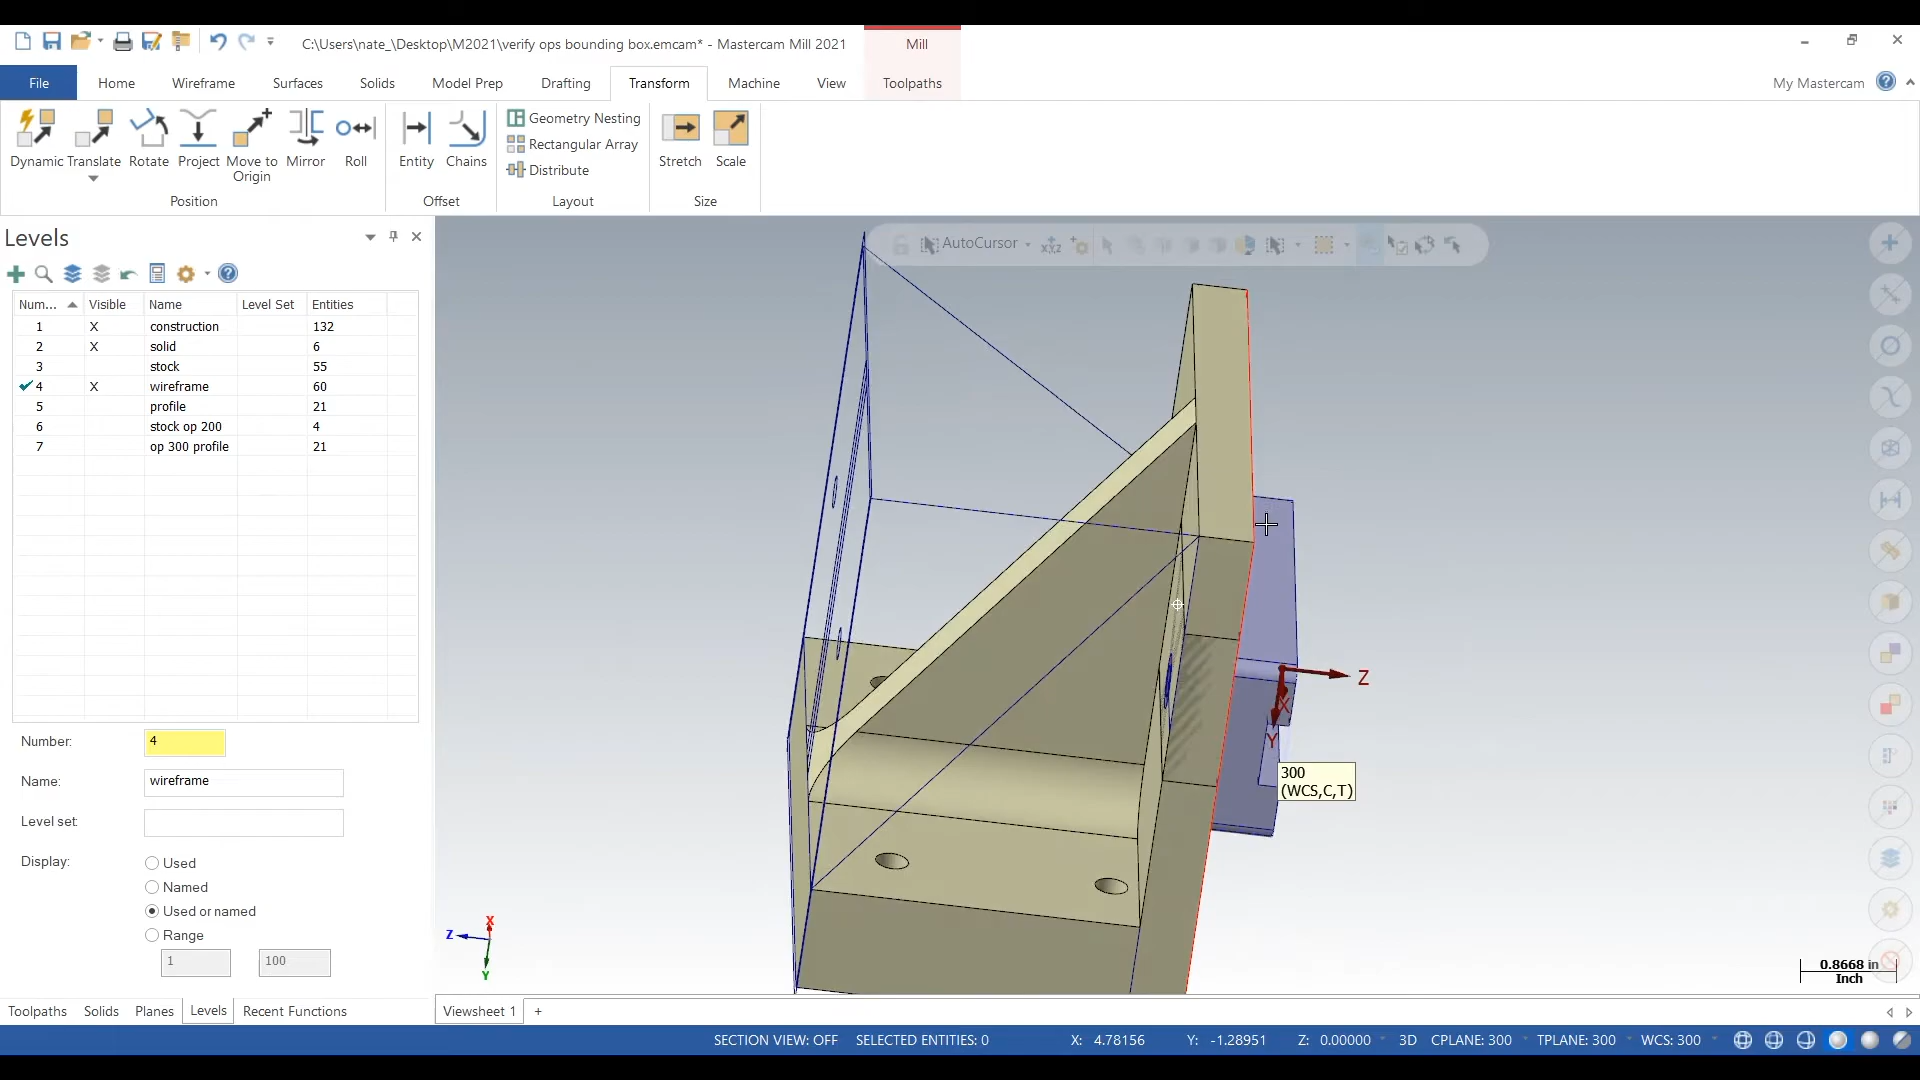 C:\Users\nate_\Desktop\M2021\verify ops bounding box.emcam* - Mastercam Mill 2021
Mill
File
Home
Wireframe
Surfaces
Solids
Model Prep
Drafting
Transform
Machine
View
Toolpaths
My Mastercam
Dynamic
Translate
Rotate
Project
Move to
Origin
Mirror
Roll
Position
Entity
Chains
Offset
Geometry Nesting
Rectangular Array
Distribute
Layout
Stretch
Scale
Size
Levels
AutoCursor
Num...
Visible
Name
Level Set
Entities
1 X construction 132
2 X solid 6
3 stock 55
4 X wireframe 60
5 profile 21
6 stock op 200 4
7 op 300 profile 21
Number:
4
Name:
wireframe
Level set:
Display:
Used
Named
Used or named
Range
1
100
Z
X
Y
300
(WCS,C,T)
X
Z
Y
0.8668 in
Inch
Toolpaths
Solids
Planes
Levels
Recent Functions
Viewsheet 1
SECTION VIEW: OFF
SELECTED ENTITIES: 0
X: 4.78156
Y: -1.28951
Z: 0.00000
3D
CPLANE: 300
TPLANE: 300
WCS: 300